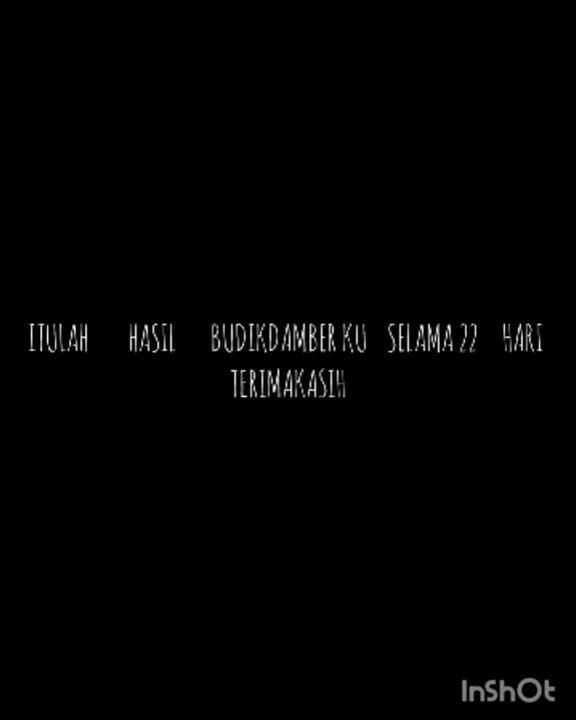 ITULAH HASIL BUDIKDAMBER KU SELAMA 22 HARI
TERIMAKASIH
InShOt